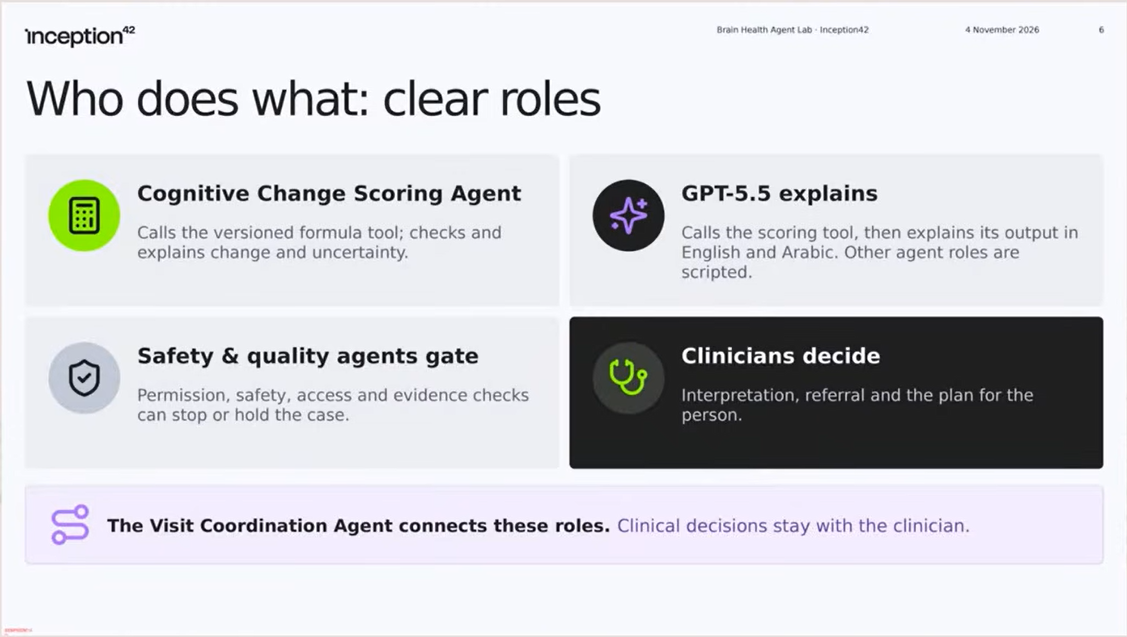 inception42
Brain Health Agent Lab · Inception42
4 November 2026
6
Who does what: clear roles
Cognitive Change Scoring Agent
Calls the versioned formula tool; checks and
explains change and uncertainty.
GPT-5.5 explains
Calls the scoring tool, then explains its output in
English and Arabic. Other agent roles are
scripted.
Safety & quality agents gate
Permission, safety, access and evidence checks
can stop or hold the case.
Clinicians decide
Interpretation, referral and the plan for the
person.
The Visit Coordination Agent connects these roles. Clinical decisions stay with the clinician.